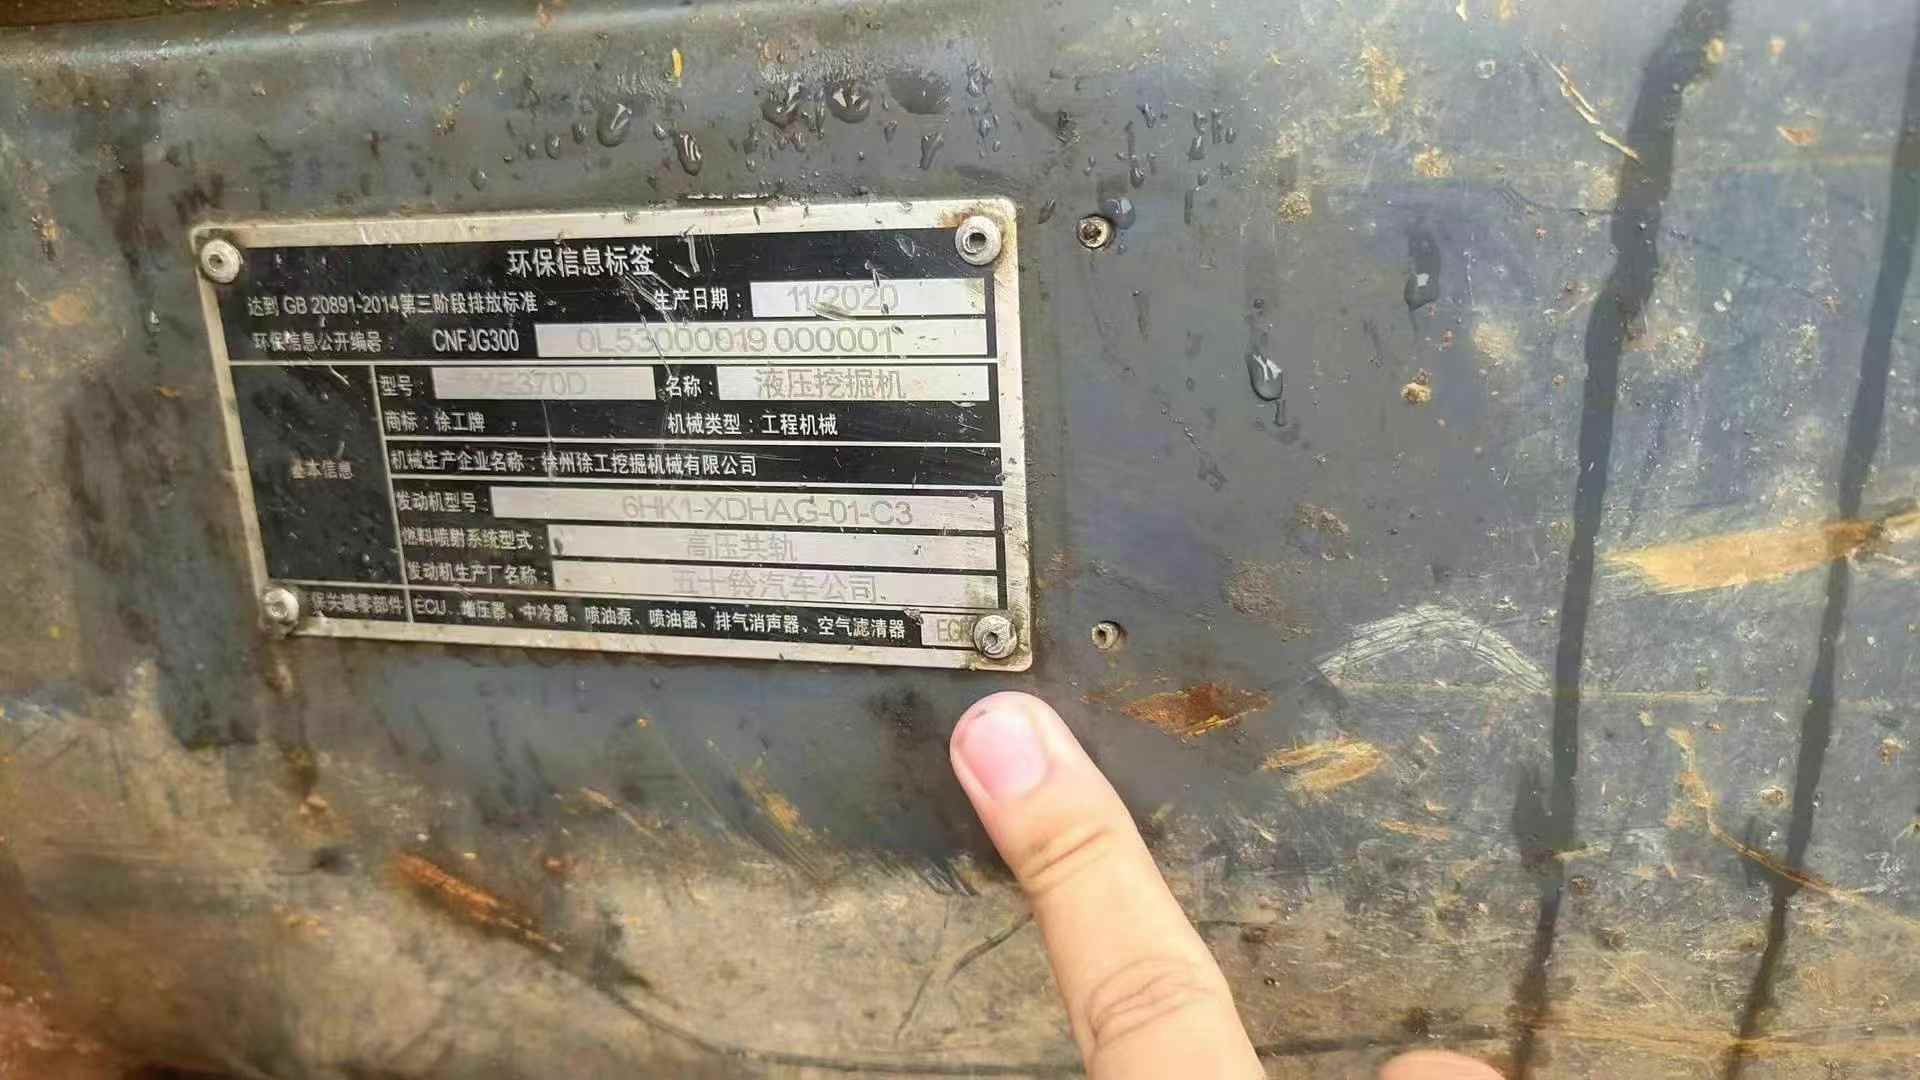 环保信息标签
达到 GB 20891-2014第三阶段排放标准 生产日期：11/2020
环保信息公开编号： CNFJG300 0L53000019 000001
基本信息
型号： XE370D 名称：液压挖掘机
商标：徐工牌 机械类型：工程机械
机械生产企业名称：徐州徐工挖掘机械有限公司
发动机型号： 6HK1-XDHAG-01-C3
燃料喷射系统型式： 高压共轨
发动机生产厂名称： 五十铃汽车公司
保关键零部件 ECU、增压器、中冷器、喷油泵、喷油器、排气消声器、空气滤清器